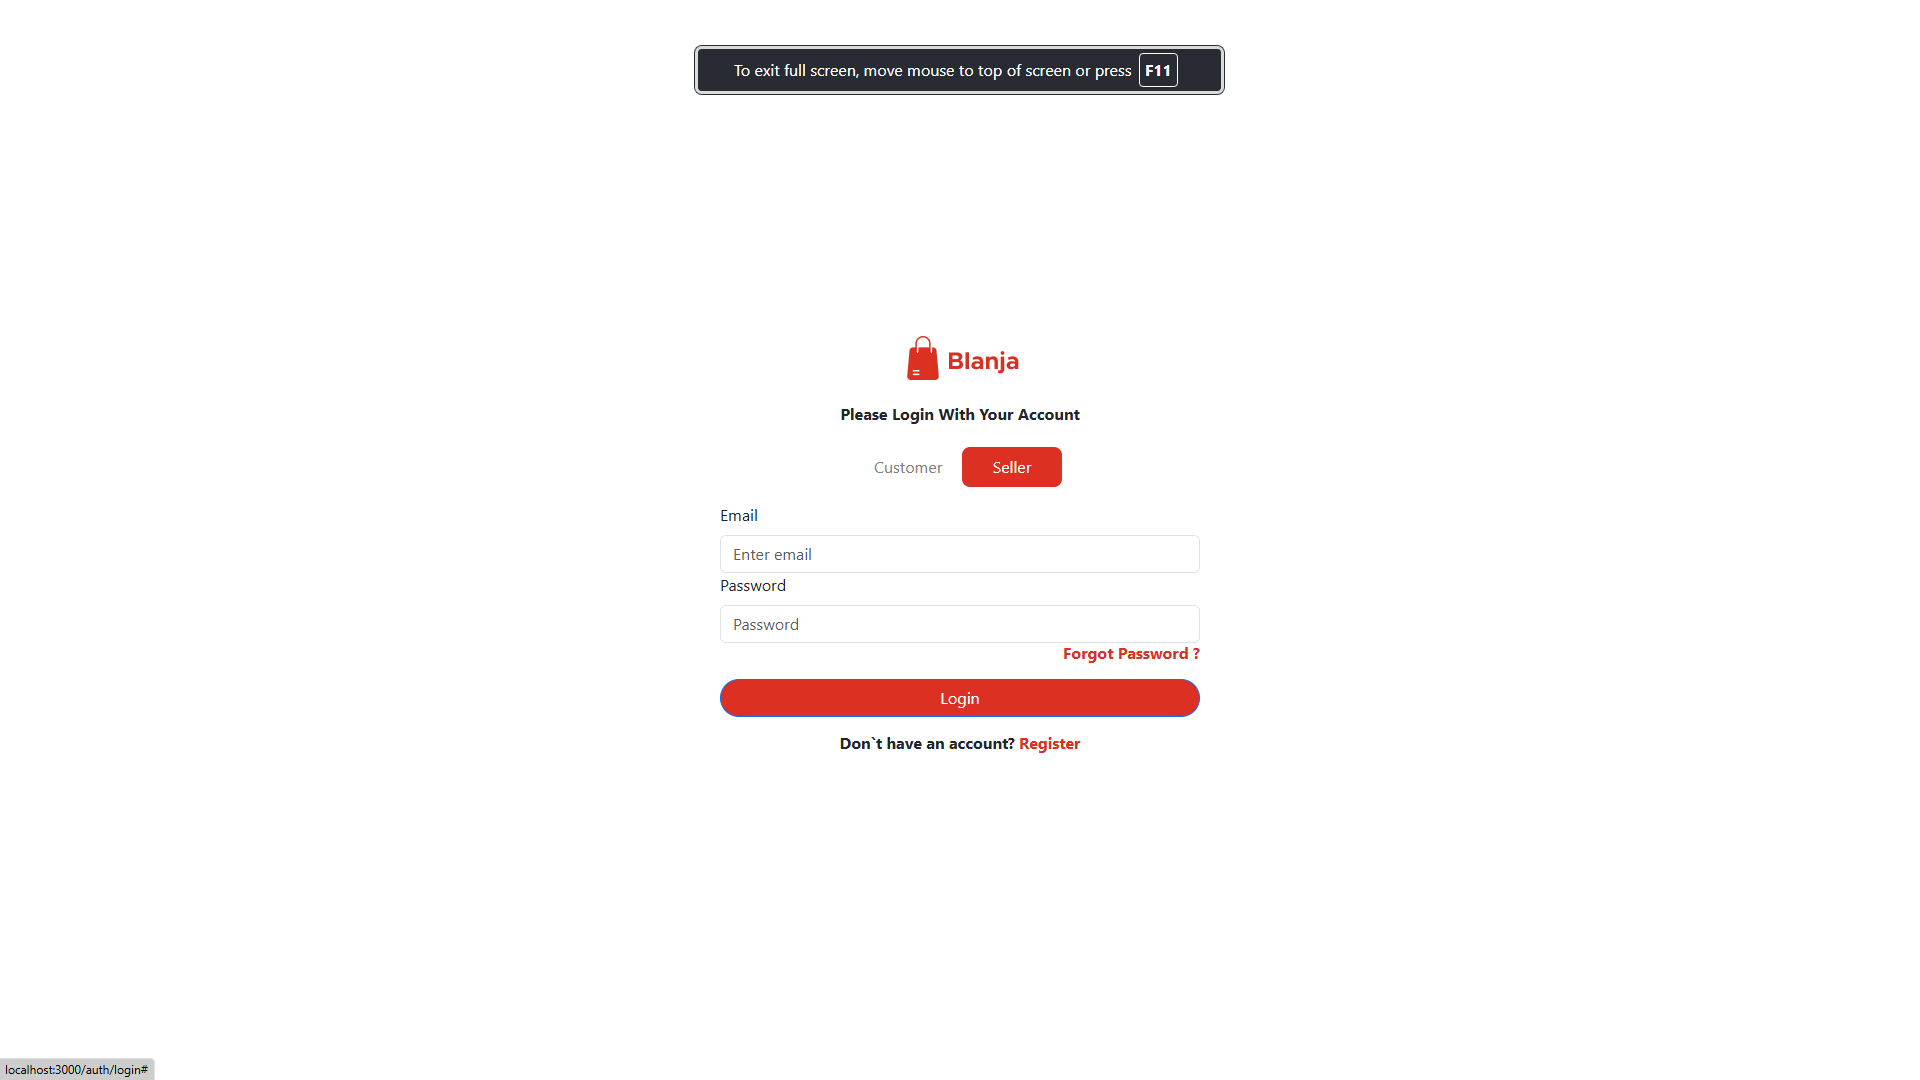 To exit full screen, move mouse to top of screen or press F11
Blanja
Please Login With Your Account
Customer Seller
Email
Enter email
Password
Password
Forgot Password ?
Login
Don`t have an account? Register
localhost:3000/auth/login#